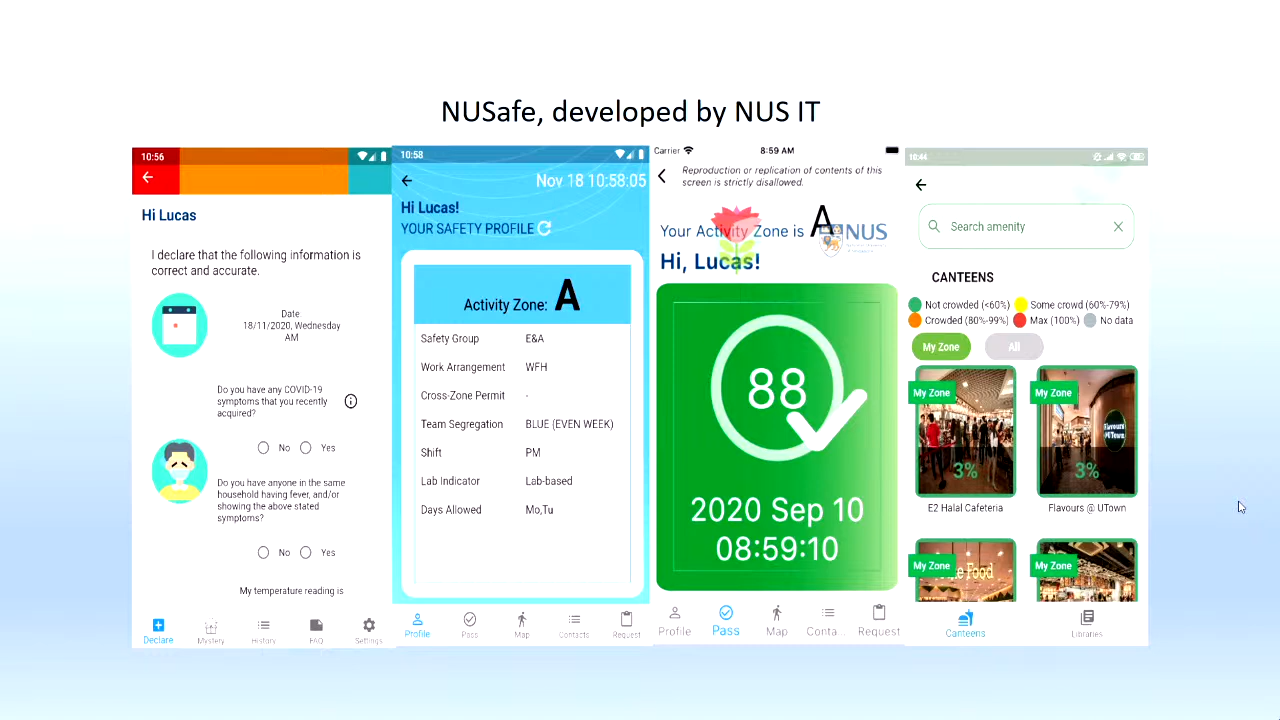 NUSafe, developed by NUS IT
10:56
Hi Lucas
I declare that the following information is
correct and accurate.
Date
18/11/2020, Wednesday
AM
Do you have any COVID-19
symptoms that you recently
acquired?
No
Yes
Do you have anyone in the same
household having fever, and/or
showing the above stated
symptoms?
No
Yes
My temperature reading is
Declare
Mystery
History
FAQ
Settings
10:58
Nov 18 10:58:05
Hi Lucas!
YOUR SAFETY PROFILE
Activity Zone: A
Safety Group E&A
Work Arrangement WFH
Cross-Zone Permit -
Team Segregation BLUE (EVEN WEEK)
Shift PM
Lab Indicator Lab-based
Days Allowed Mo,Tu
Profile
Pass
Map
Contacts
Request
Carrier
8:59 AM
Reproduction or replication of contents of this
screen is strictly disallowed.
Your Activity Zone is A
NUS
Hi, Lucas!
88
2020 Sep 10
08:59:10
Profile
Pass
Map
Conta...
Request
10:44
Search amenity
CANTEENS
Not crowded (<60%)
Some crowd (60%-79%)
Crowded (80%-99%)
Max (100%)
No data
My Zone
All
My Zone
3%
E2 Halal Cafeteria
My Zone
Flavours
@UTown
3%
Flavours @ UTown
My Zone
Food
My Zone
Canteens
Libraries